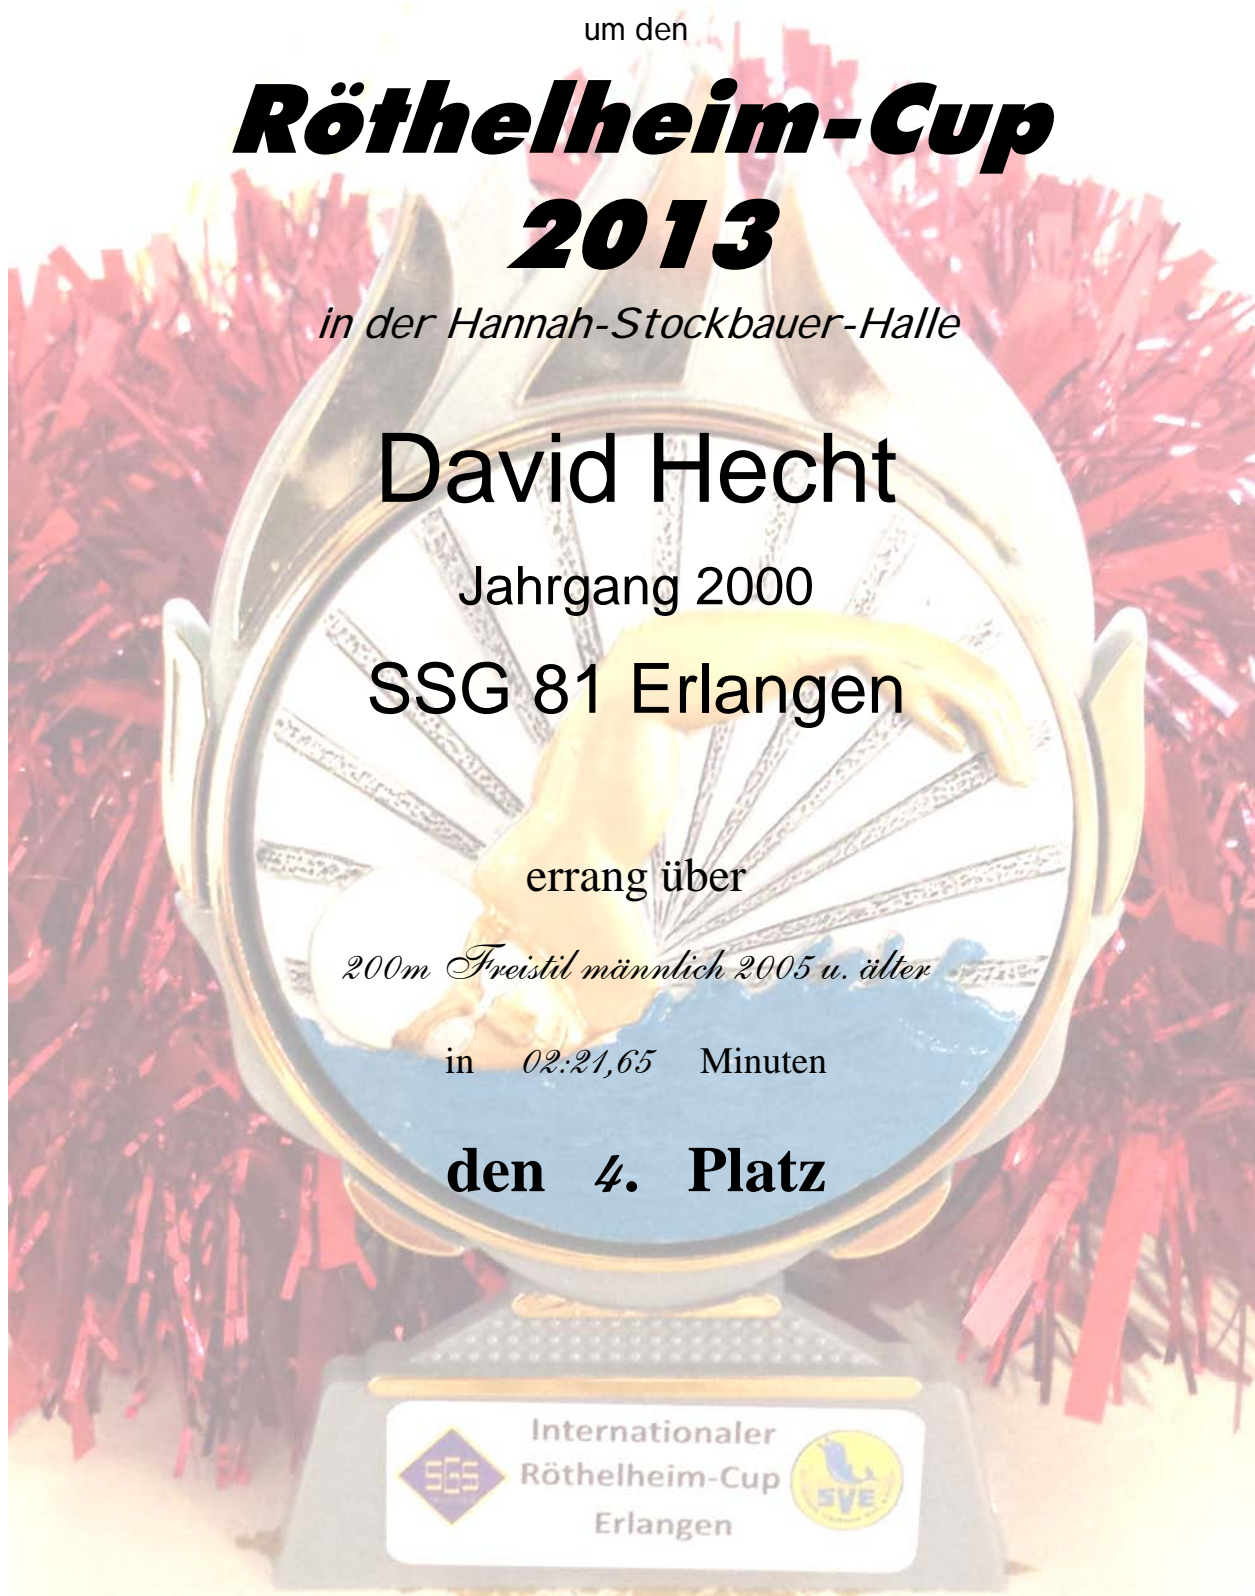 um den
Röthelheim-Cup
2013
in der Hannah-Stockbauer-Halle
David Hecht
Jahrgang 2000
SSG 81 Erlangen
errang über
200m Freistil männlich 2005 u. älter
in 02:21,65 Minuten
den 4. Platz
Internationaler
SGS Röthelheim-Cup SVE
Erlangen